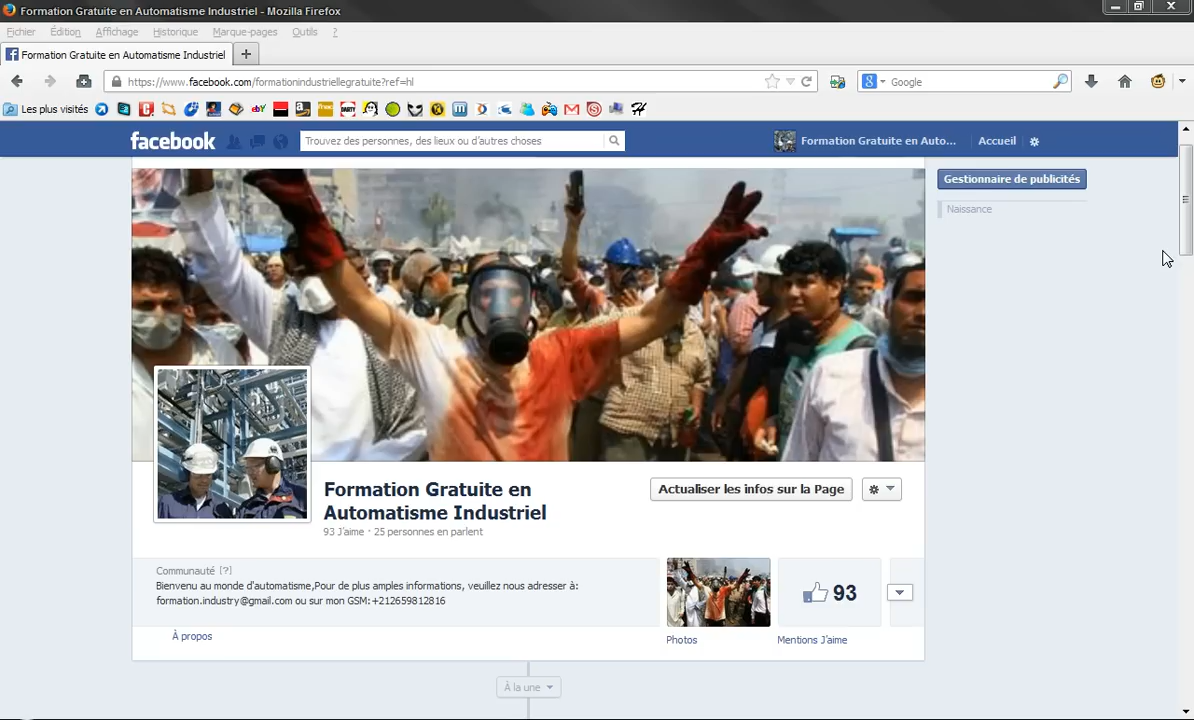 Formation Gratuite en Automatisme Industriel - Mozilla Firefox
Fichier Édition Affichage Historique Marque-pages Outils ?
Formation Gratuite en Automatisme Industriel +
https://www.facebook.com/formationindustriellegratuite?ref=hl
Google
Les plus visités
facebook
Trouvez des personnes, des lieux ou d'autres choses
Formation Gratuite en Auto...
Accueil
Gestionnaire de publicités
Naissance
Formation Gratuite en
Automatisme Industriel
93 J'aime · 25 personnes en parlent
Actualiser les infos sur la Page
Communauté [?]
Bienvenu au monde d'automatisme,Pour de plus amples informations, veuillez nous adresser à:
formation.industry@gmail.com ou sur mon GSM:+212659812816
À propos
Photos
93
Mentions J'aime
À la une